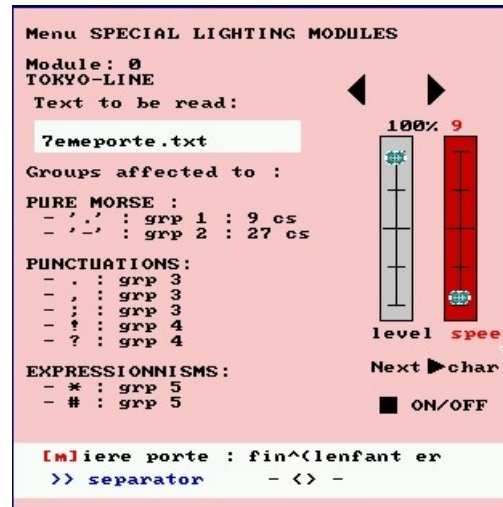 Menu SPECIAL LIGHTING MODULES
Module: 0
TOKYO-LINE
Text to be read:
7emeporte.txt
100% 9
Groups affected to :
PURE MORSE :
- '.' : grp 1 : 9 cs
- '-' : grp 2 : 27 cs
PUNCTUATIONS:
- . : grp 3
- , : grp 3
- ; : grp 3
- ! : grp 4
- ? : grp 4
level spee
EXPRESSIONNISMS:
- * : grp 5
- # : grp 5
Next char
ON/OFF
[m]iere porte : fin^(lenfant er
>> separator - <> -